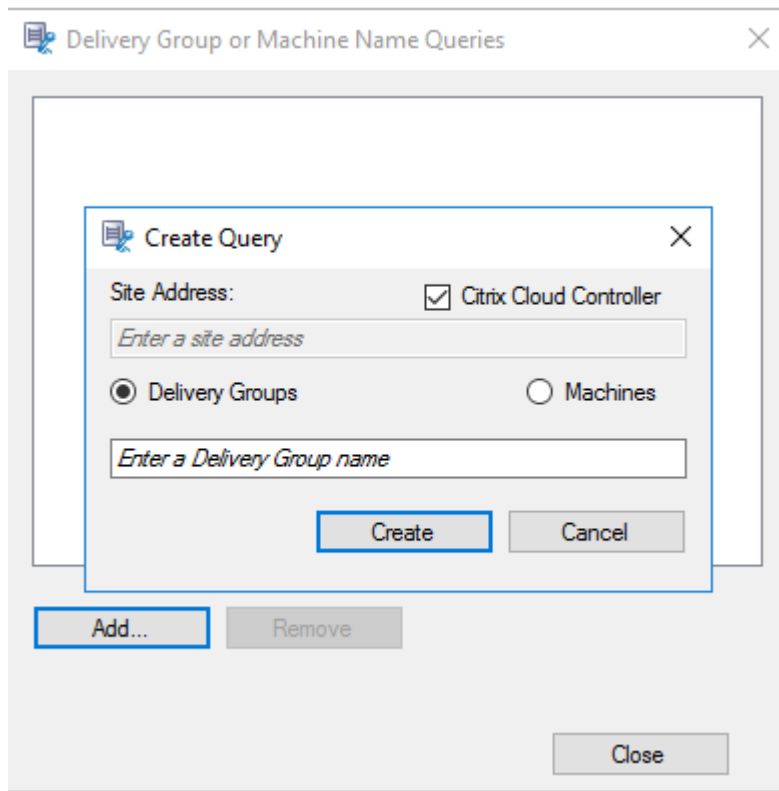 Delivery Group or Machine Name Queries
Create Query
Site Address:
Citrix Cloud Controller
Enter a site address
Delivery Groups
Machines
Enter a Delivery Group name
Create
Cancel
Add...
Remove
Close